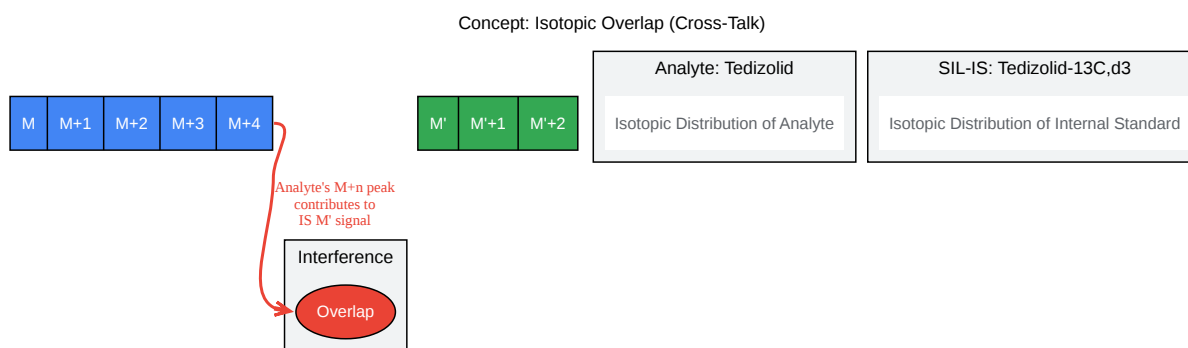 Concept: Isotopic Overlap (Cross-Talk)
Analyte: Tedizolid
SIL-IS: Tedizolid-13C,d3
M M+1 M+2 M+3 M+4
M' M'+1 M'+2
Isotopic Distribution of Analyte
Isotopic Distribution of Internal Standard
Analyte's M+n peak
contributes to
IS M' signal
Interference
Overlap